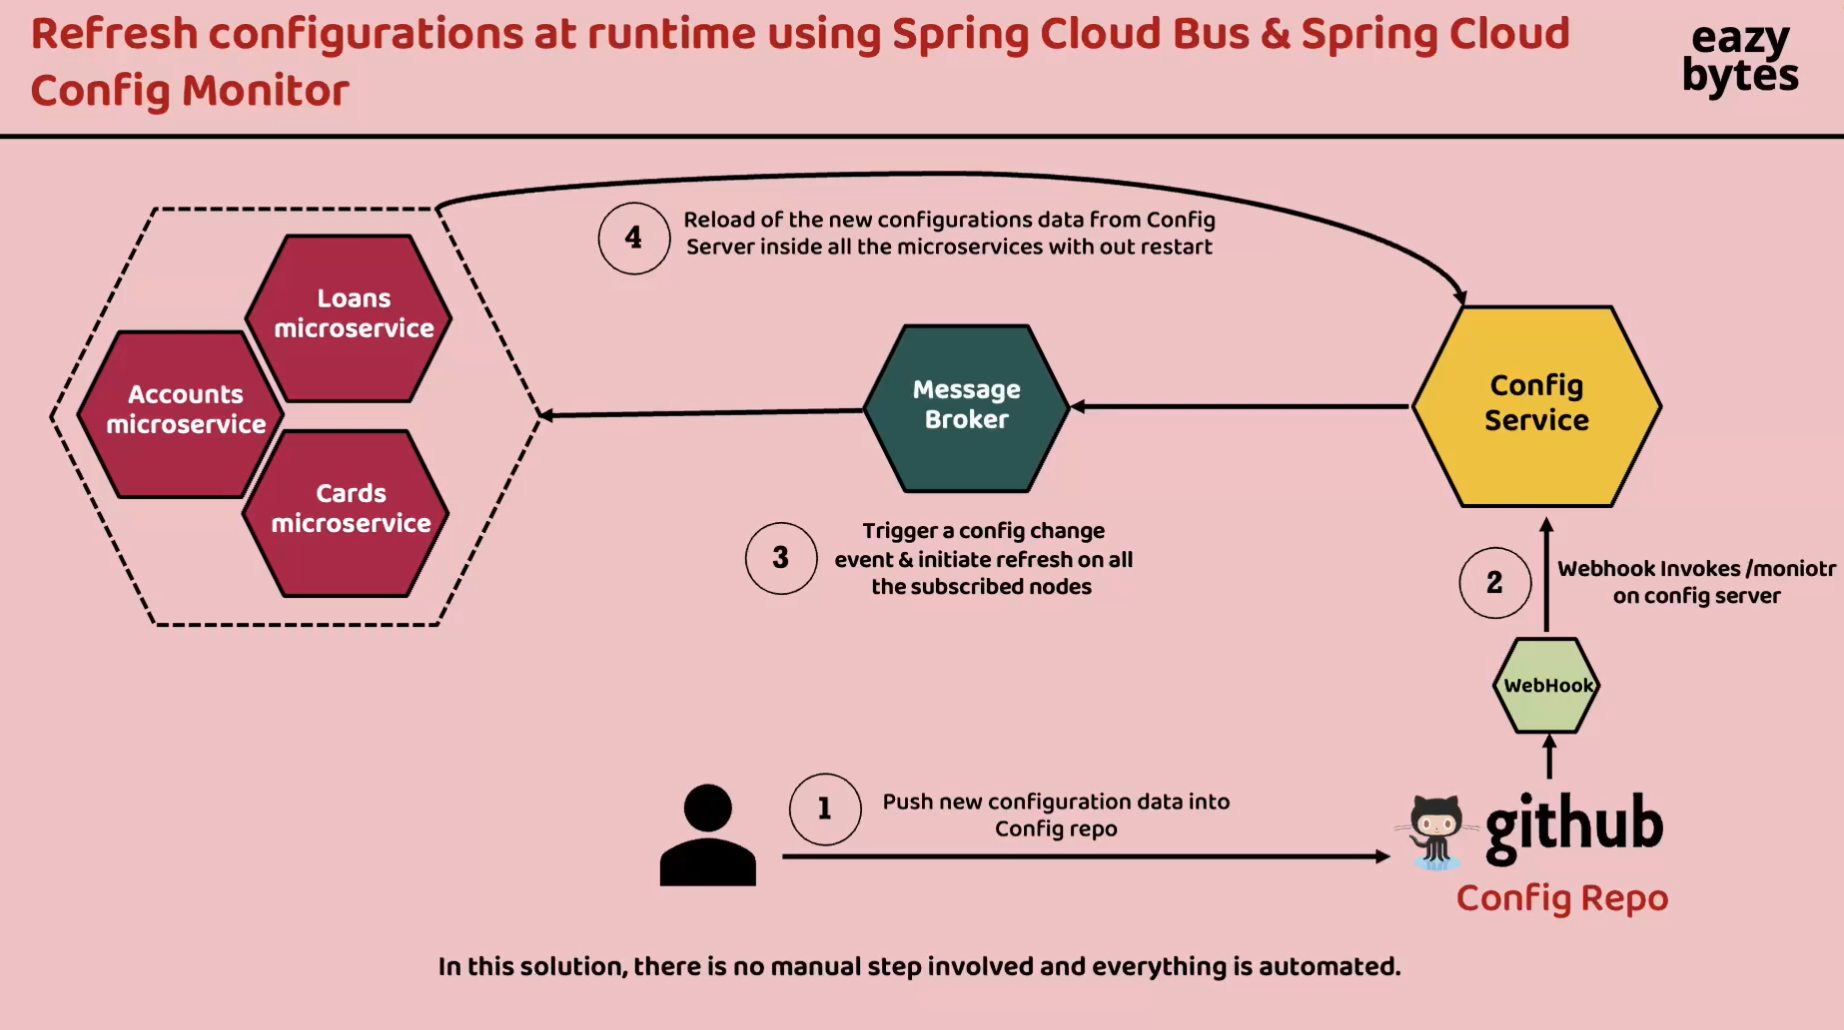 Refresh configurations at runtime using Spring Cloud Bus & Spring Cloud
Config Monitor
eazy
bytes
4
Reload of the new configurations data from Config
Server inside all the microservices with out restart
Loans
microservice
Accounts
microservice
Cards
microservice
Message
Broker
Config
Service
3
Trigger a config change
event & initiate refresh on all
the subscribed nodes
2
Webhook Invokes /moniotr
on config server
WebHook
1
Push new configuration data into
Config repo
github
Config Repo
In this solution, there is no manual step involved and everything is automated.